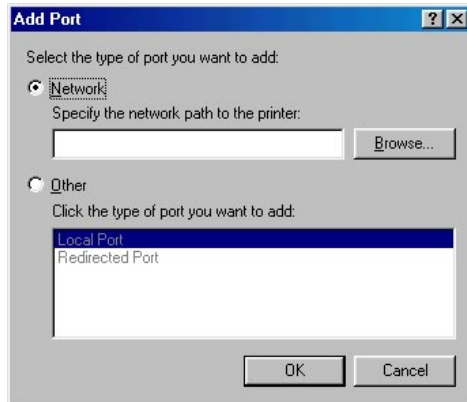 Add Port
Select the type of port you want to add:
Network
Specify the network path to the printer:
Browse...
Other
Click the type of port you want to add:
Local Port
Redirected Port
OK Cancel